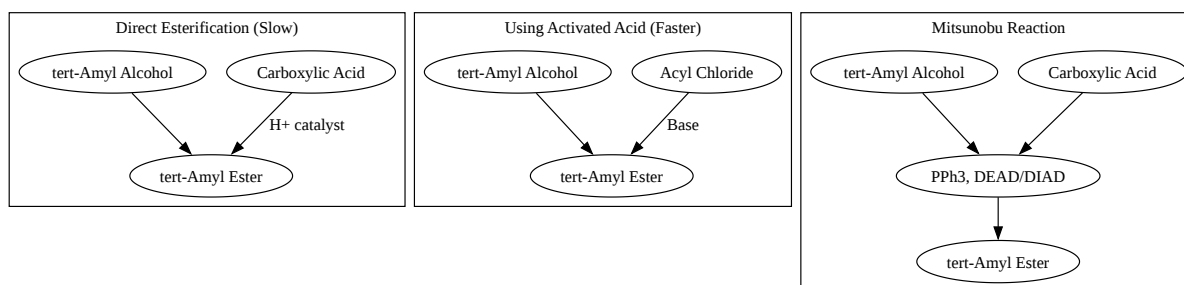 Direct Esterification (Slow)
tert-Amyl Alcohol
Carboxylic Acid
H+ catalyst
tert-Amyl Ester
Using Activated Acid (Faster)
tert-Amyl Alcohol
Acyl Chloride
Base
tert-Amyl Ester
Mitsunobu Reaction
tert-Amyl Alcohol
Carboxylic Acid
PPh3, DEAD/DIAD
tert-Amyl Ester